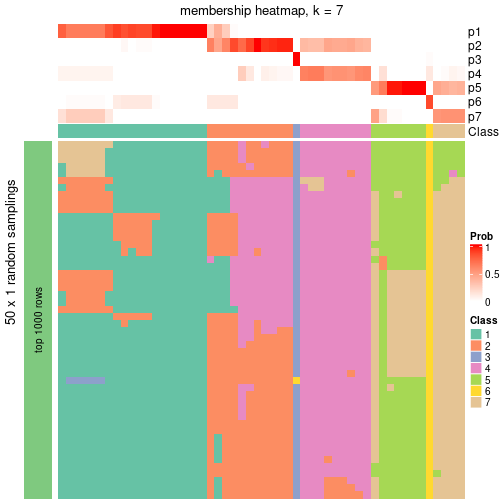 membership heatmap, k = 7
p1
p2
p3
p4
p5
p6
p7
Class
50 x 1 random samplings
top 1000 rows
Prob
1
0.5
0
Class
1
2
3
4
5
6
7